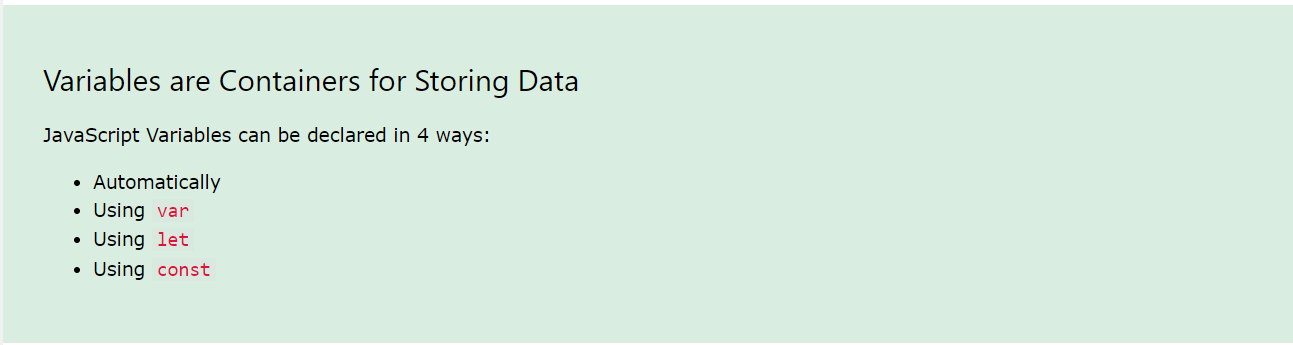 Variables are Containers for Storing Data
JavaScript Variables can be declared in 4 ways:
• Automatically
• Using var
• Using let
• Using const